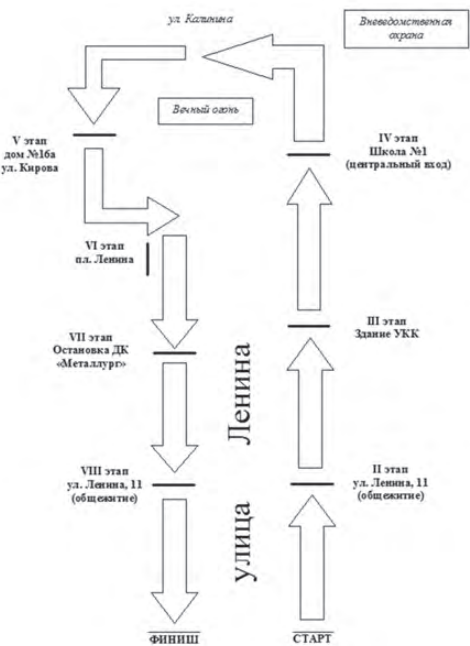 ул. Калинина
Вневедомственная
охрана
Вечный огонь
V этап
дом №16а
ул. Кирова
IV этап
Школа №1
(центральный вход)
VI этап
пл. Ленина
III этап
Здание УКК
VII этап
Остановка ДК
«Металлург»
VIII этап
ул. Ленина, 11
(общежитие)
II этап
ул. Ленина, 11
(общежитие)
улица Ленина
ФИНИШ
СТАРТ